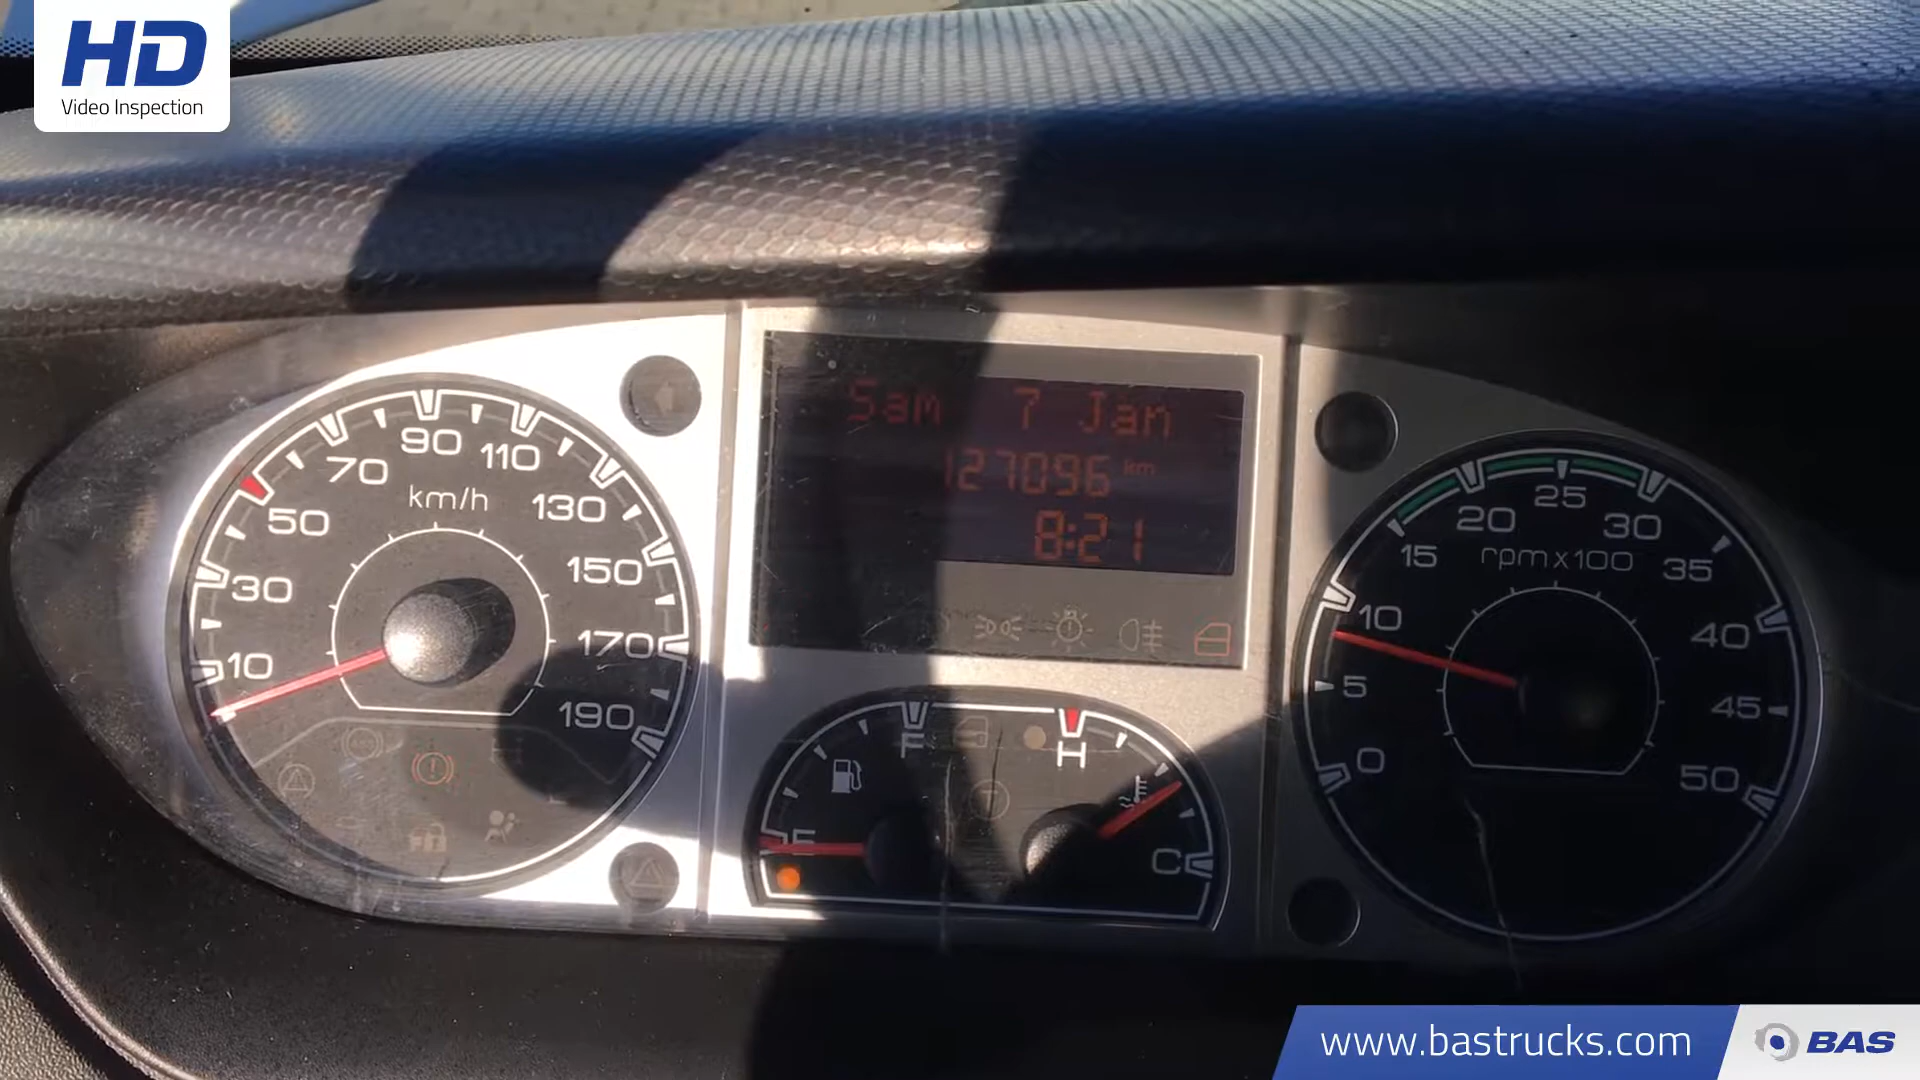 HD
Video Inspection
Sam 7 Jan
127096 km
8:21
km/h
10
30
50
70
90
110
130
150
170
190
F
E
H
C
rpm x 100
0
5
10
15
20
25
30
35
40
45
50
www.bastrucks.com
BAS